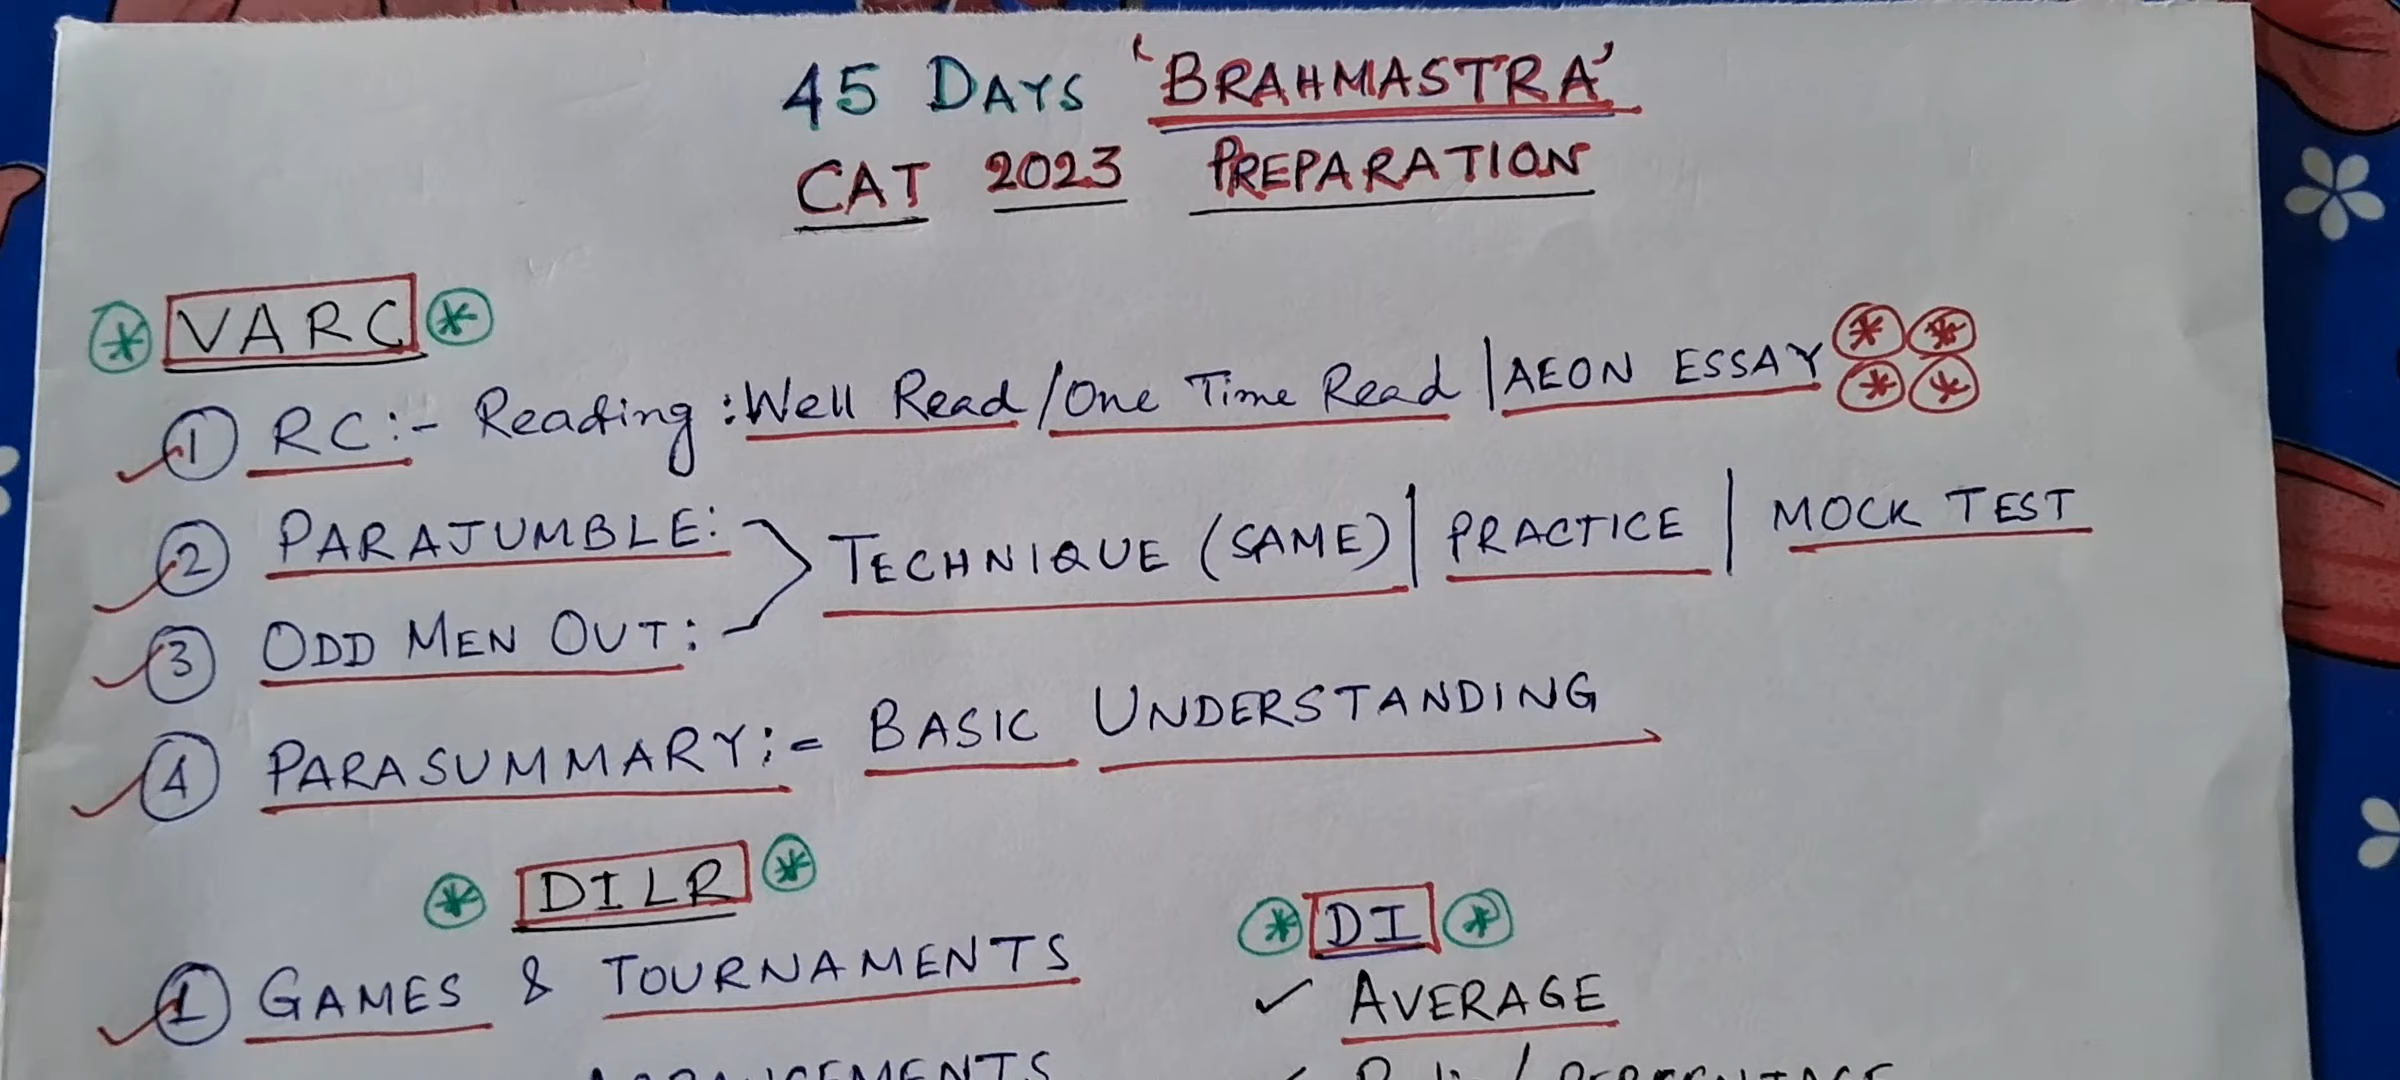 45 DAYS 'BRAHMASTRA'
CAT 2023 PREPARATION
* VARC *
① RC:- Reading: Well Read / One Time Read | AEON ESSAY * * * *
② PARAJUMBLE:
TECHNIQUE (SAME) | PRACTICE | MOCK TEST
③ ODD MEN OUT:
④ PARASUMMARY:- BASIC UNDERSTANDING
* DILR *
① GAMES & TOURNAMENTS
ARRANGEMENTS
* DI *
✓ AVERAGE